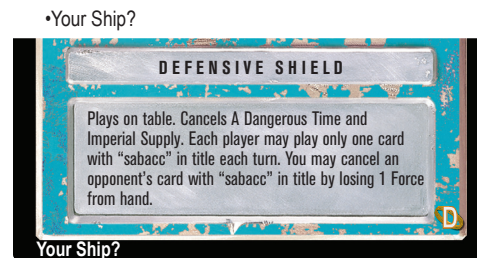 •Your Ship?
DEFENSIVE SHIELD
Plays on table. Cancels A Dangerous Time and
Imperial Supply. Each player may play only one card
with “sabacc” in title each turn. You may cancel an
opponent's card with “sabacc” in title by losing 1 Force
from hand.
D
Your Ship?